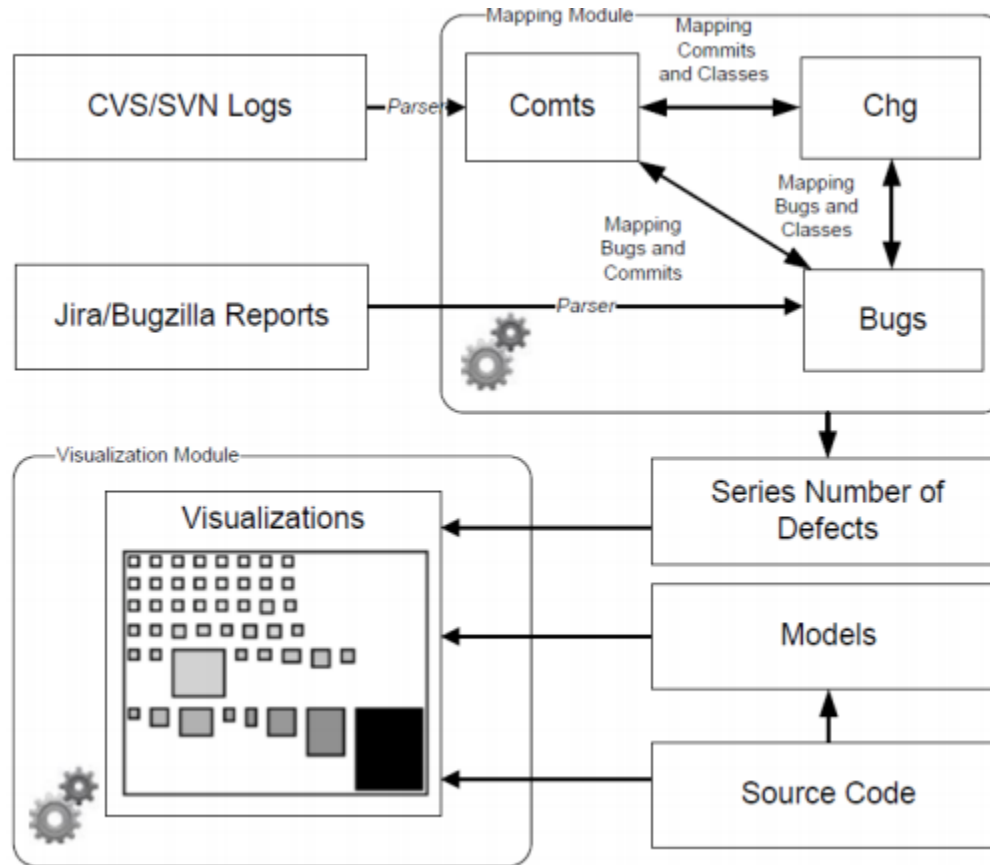 Mapping Module
Mapping
Commits
and Classes
CVS/SVN Logs
Parser
Comts
Chg
Mapping
Bugs and
Classes
Mapping
Bugs and
Commits
Jira/Bugzilla Reports
Parser
Bugs
Visualization Module
Visualizations
Series Number of
Defects
Models
Source Code